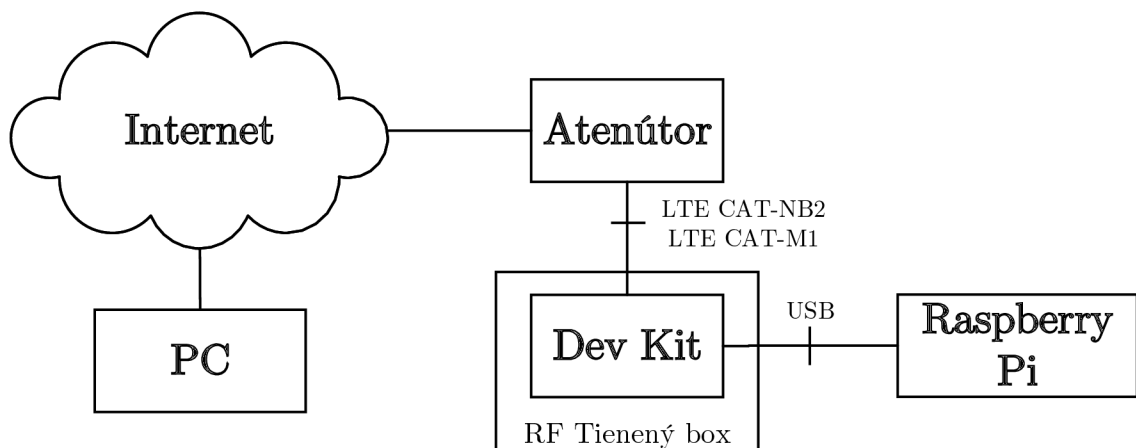 Internet
Atenútor
LTE CAT-NB2
LTE CAT-M1
PC
Dev Kit
USB
Raspberry
Pi
RF Tienený box